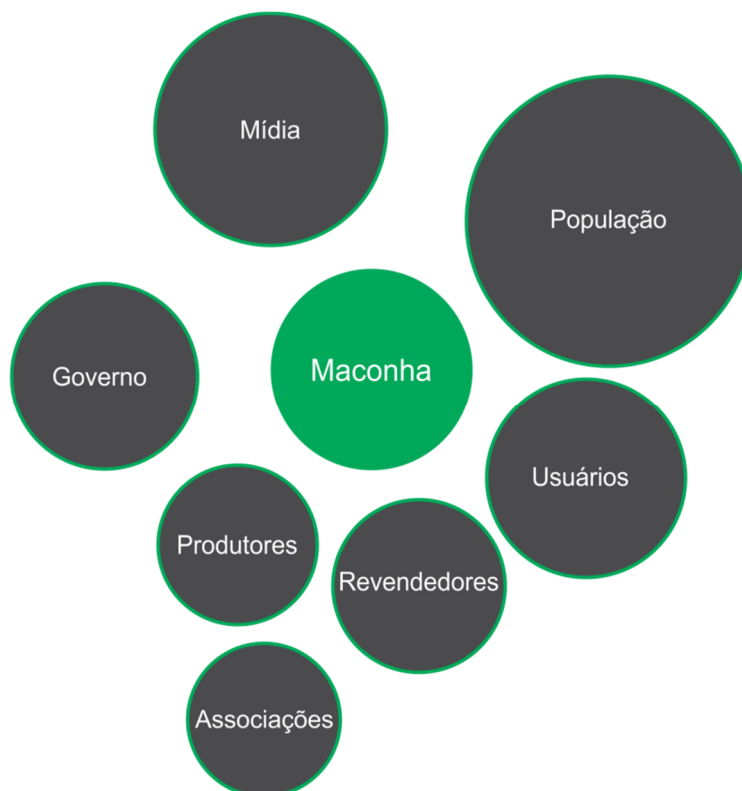 Mídia
População
Maconha
Governo
Usuários
Produtores
Revendedores
Associações